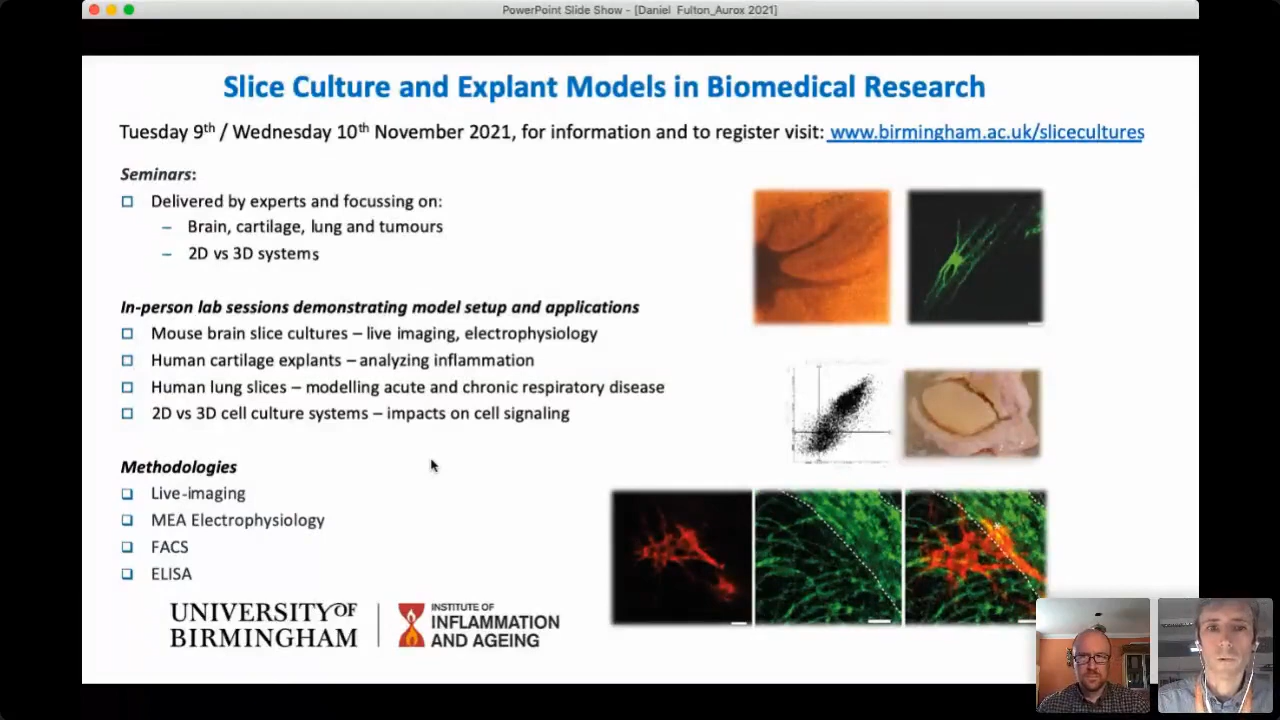 PowerPoint Slide Show - [Daniel Fulton_Aurox 2021]
Slice Culture and Explant Models in Biomedical Research
Tuesday 9th / Wednesday 10th November 2021, for information and to register visit: www.birmingham.ac.uk/slicecultures
Seminars:
Delivered by experts and focussing on:
– Brain, cartilage, lung and tumours
– 2D vs 3D systems
In-person lab sessions demonstrating model setup and applications
Mouse brain slice cultures – live imaging, electrophysiology
Human cartilage explants – analyzing inflammation
Human lung slices – modelling acute and chronic respiratory disease
2D vs 3D cell culture systems – impacts on cell signaling
Methodologies
Live-imaging
MEA Electrophysiology
FACS
ELISA
UNIVERSITY OF
BIRMINGHAM
INSTITUTE OF
INFLAMMATION
AND AGEING